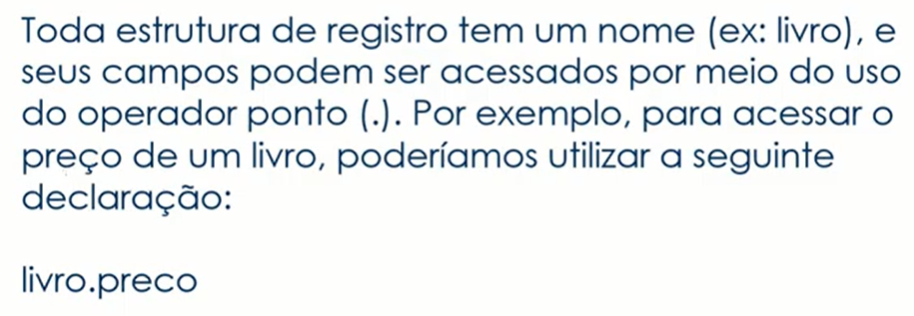 Toda estrutura de registro tem um nome (ex: livro), e
seus campos podem ser acessados por meio do uso
do operador ponto (.). Por exemplo, para acessar o
preço de um livro, poderíamos utilizar a seguinte
declaração:
livro.preco